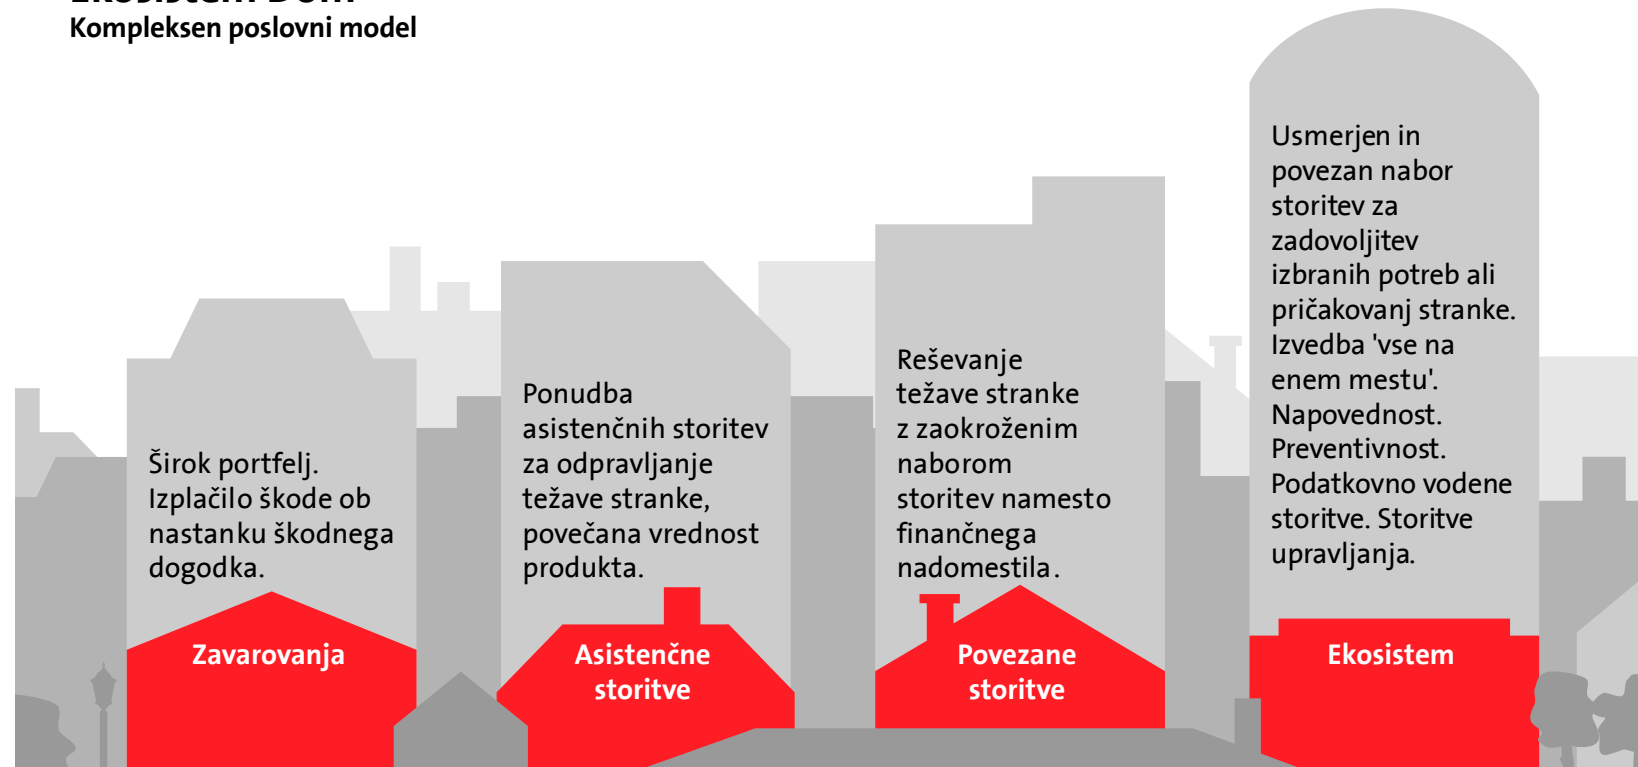 Ekosistem Dom
Kompleksen poslovni model
Širok portfelj.
Izplačilo škode ob
nastanku škodnega
dogodka.
Zavarovanja
Ponudba
asistenčnih storitev
za odpravljanje
težave stranke,
povečana vrednost
produkta.
Asistenčne
storitve
Reševanje
težave stranke
z zaokroženim
naborom
storitev namesto
finančnega
nadomestila.
Povezane
storitve
Usmerjen in
povezan nabor
storitev za
zadovoljitev
izbranih potreb ali
pričakovanj stranke.
Izvedba 'vse na
enem mestu'.
Napovednost.
Preventivnost.
Podatkovno vodene
storitve. Storitve
upravljanja.
Ekosistem